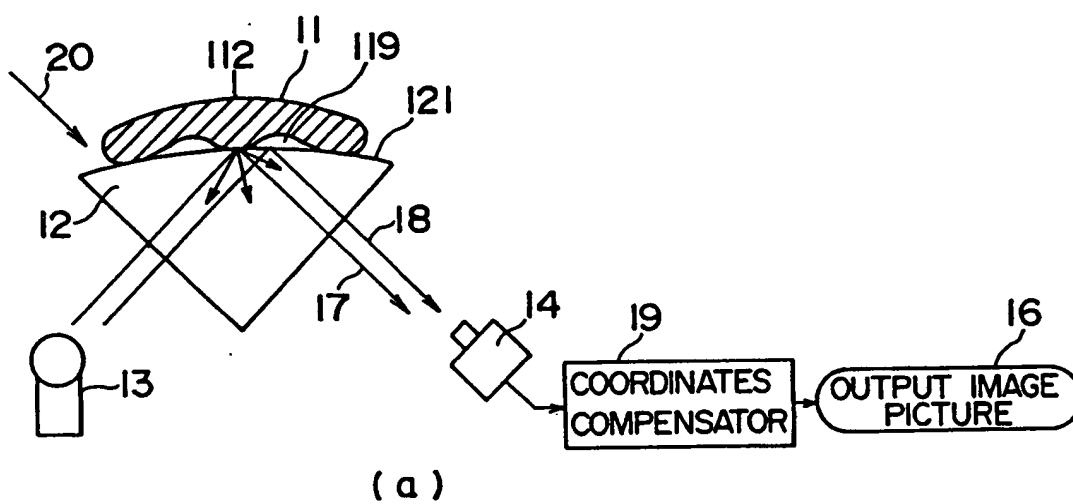 20
112
11
119
121
12
18
17
14
13
19
16
COORDINATES
COMPENSATOR
OUTPUT IMAGE
PICTURE
(a)